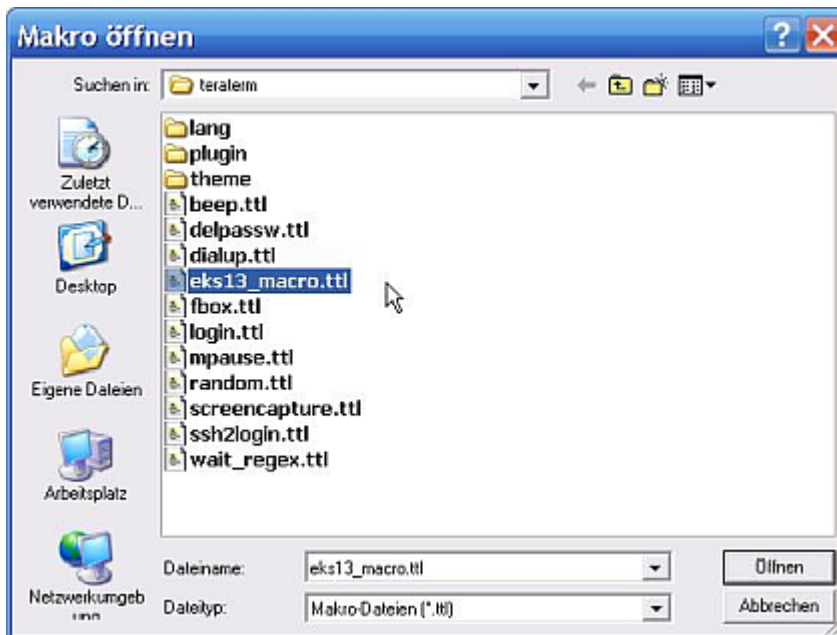 Makro öffnen
Suchen in:
teraterm
lang
plugin
theme
beep.ttl
delpassw.ttl
dialup.ttl
eks13_macro.ttl
fbox.ttl
login.ttl
mpause.ttl
random.ttl
screencapture.ttl
ssh2login.ttl
wait_regex.ttl
Zuletzt
verwendete D...
Desktop
Eigene Dateien
Arbeitsplatz
Netzwerkumgeb
ung
Dateiname:
eks13_macro.ttl
Öffnen
Dateityp:
Makro-Dateien (*.ttl)
Abbrechen